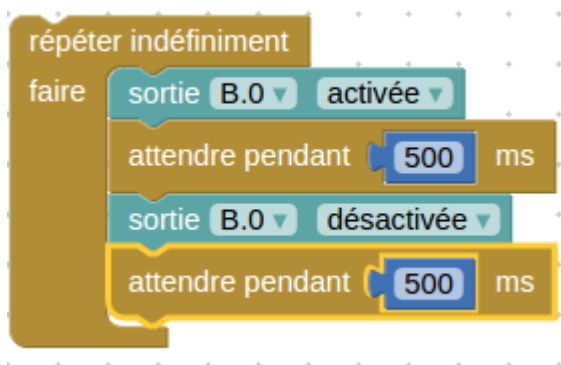 répéter indéfiniment
faire sortie B.0 activée
attendre pendant 500 ms
sortie B.0 désactivée
attendre pendant 500 ms